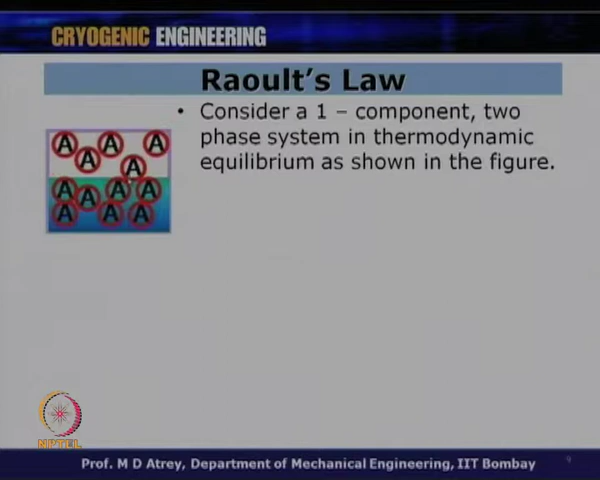 CRYOGENIC ENGINEERING
Raoult's Law
• Consider a 1 – component, two
phase system in thermodynamic
equilibrium as shown in the figure.
A A A
A A
A A A A
A A A
NPTEL
Prof. M D Atrey, Department of Mechanical Engineering, IIT Bombay
9